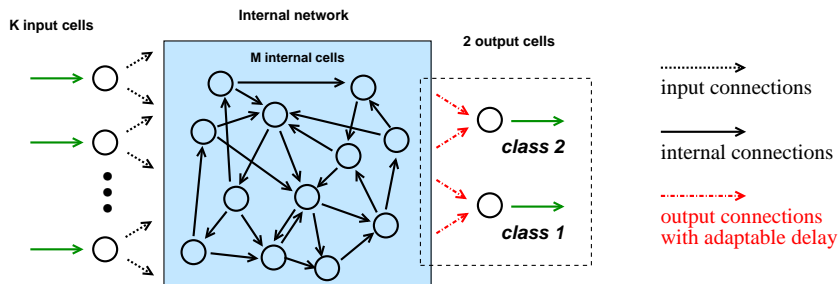 Internal network
K input cells
2 output cells
M internal cells
input connections
class 2
internal connections
class 1
output connections
with adaptable delay